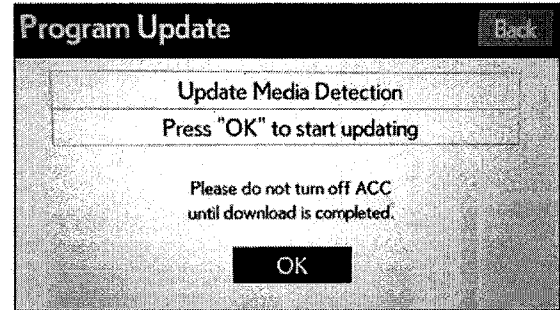 Program Update
Back
Update Media Detection
Press "OK" to start updating
Please do not turn off ACC
until download is completed.
OK